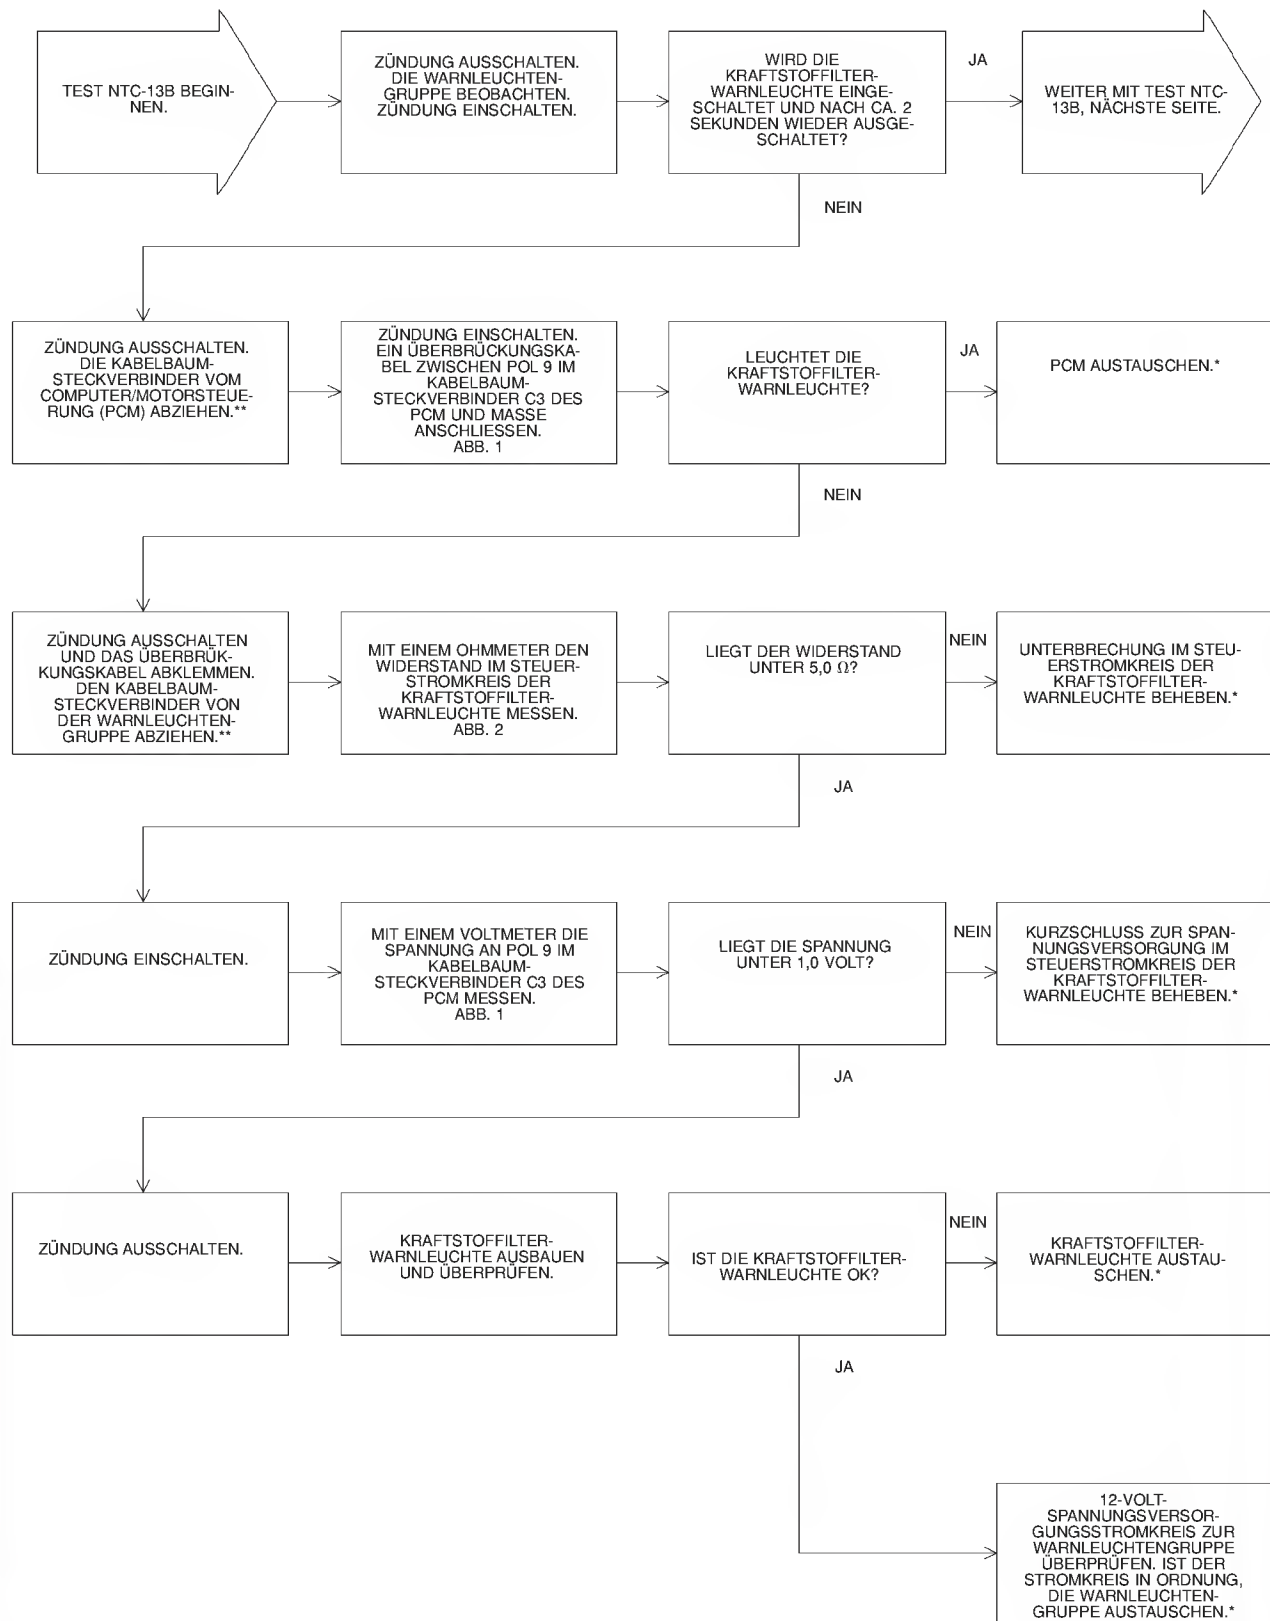 TEST NTC-13B BEGIN-
NEN.
ZÜNDUNG AUSSCHALTEN.
DIE WARNLEUCHTEN-
GRUPPE BEOBACHTEN.
ZÜNDUNG EINSCHALTEN.
WIRD DIE
KRAFTSTOFFILTER-
WARNLEUCHTE EINGE-
SCHALTET UND NACH CA. 2
SEKUNDEN WIEDER AUSGE-
SCHALTET?
JA
WEITER MIT TEST NTC-
13B, NÄCHSTE SEITE.
NEIN
ZÜNDUNG AUSSCHALTEN.
DIE KABELBAUM-
STECKVERBINDER VOM
COMPUTER/MOTORSTEUE-
RUNG (PCM) ABZIEHEN.**
ZÜNDUNG EINSCHALTEN.
EIN ÜBERBRÜCKUNGSKA-
BEL ZWISCHEN POL 9 IM
KABELBAUM-
STECKVERBINDER C3 DES
PCM UND MASSE
ANSCHLIESSEN.
ABB. 1
LEUCHTET DIE
KRAFTSTOFFILTER-
WARNLEUCHTE?
JA
PCM AUSTAUSCHEN.*
NEIN
ZÜNDUNG AUSSCHALTEN
UND DAS ÜBERBRÜK-
KUNGSKABEL ABKLEMMEN.
DEN KABELBAUM-
STECKVERBINDER VON
DER WARNLEUCHTEN-
GRUPPE ABZIEHEN.**
MIT EINEM OHMMETER DEN
WIDERSTAND IM STEUER-
STROMKREIS DER
KRAFTSTOFFILTER-
WARNLEUCHTE MESSEN.
ABB. 2
LIEGT DER WIDERSTAND
UNTER 5,0 Ω?
NEIN
UNTERBRECHUNG IM STEU-
ERSTROMKREIS DER
KRAFTSTOFFILTER-
WARNLEUCHTE BEHEBEN.*
JA
ZÜNDUNG EINSCHALTEN.
MIT EINEM VOLTMETER DIE
SPANNUNG AN POL 9 IM
KABELBAUM-
STECKVERBINDER C3 DES
PCM MESSEN.
ABB. 1
LIEGT DIE SPANNUNG
UNTER 1,0 VOLT?
NEIN
KURZSCHLUSS ZUR SPAN-
NUNGSVERSORGUNG IM
STEUERSTROMKREIS DER
KRAFTSTOFFILTER-
WARNLEUCHTE BEHEBEN.*
JA
ZÜNDUNG AUSSCHALTEN.
KRAFTSTOFFILTER-
WARNLEUCHTE AUSBAUEN
UND ÜBERPRÜFEN.
IST DIE KRAFTSTOFFILTER-
WARNLEUCHTE OK?
NEIN
KRAFTSTOFFILTER-
WARNLEUCHTE AUSTAU-
SCHEN.*
JA
12-VOLT-
SPANNUNGSVERSOR-
GUNGSSTROMKREIS ZUR
WARNLEUCHTENGRUPPE
ÜBERPRÜFEN. IST DER
STROMKREIS IN ORDNUNG,
DIE WARNLEUCHTEN-
GRUPPE AUSTAUSCHEN.*